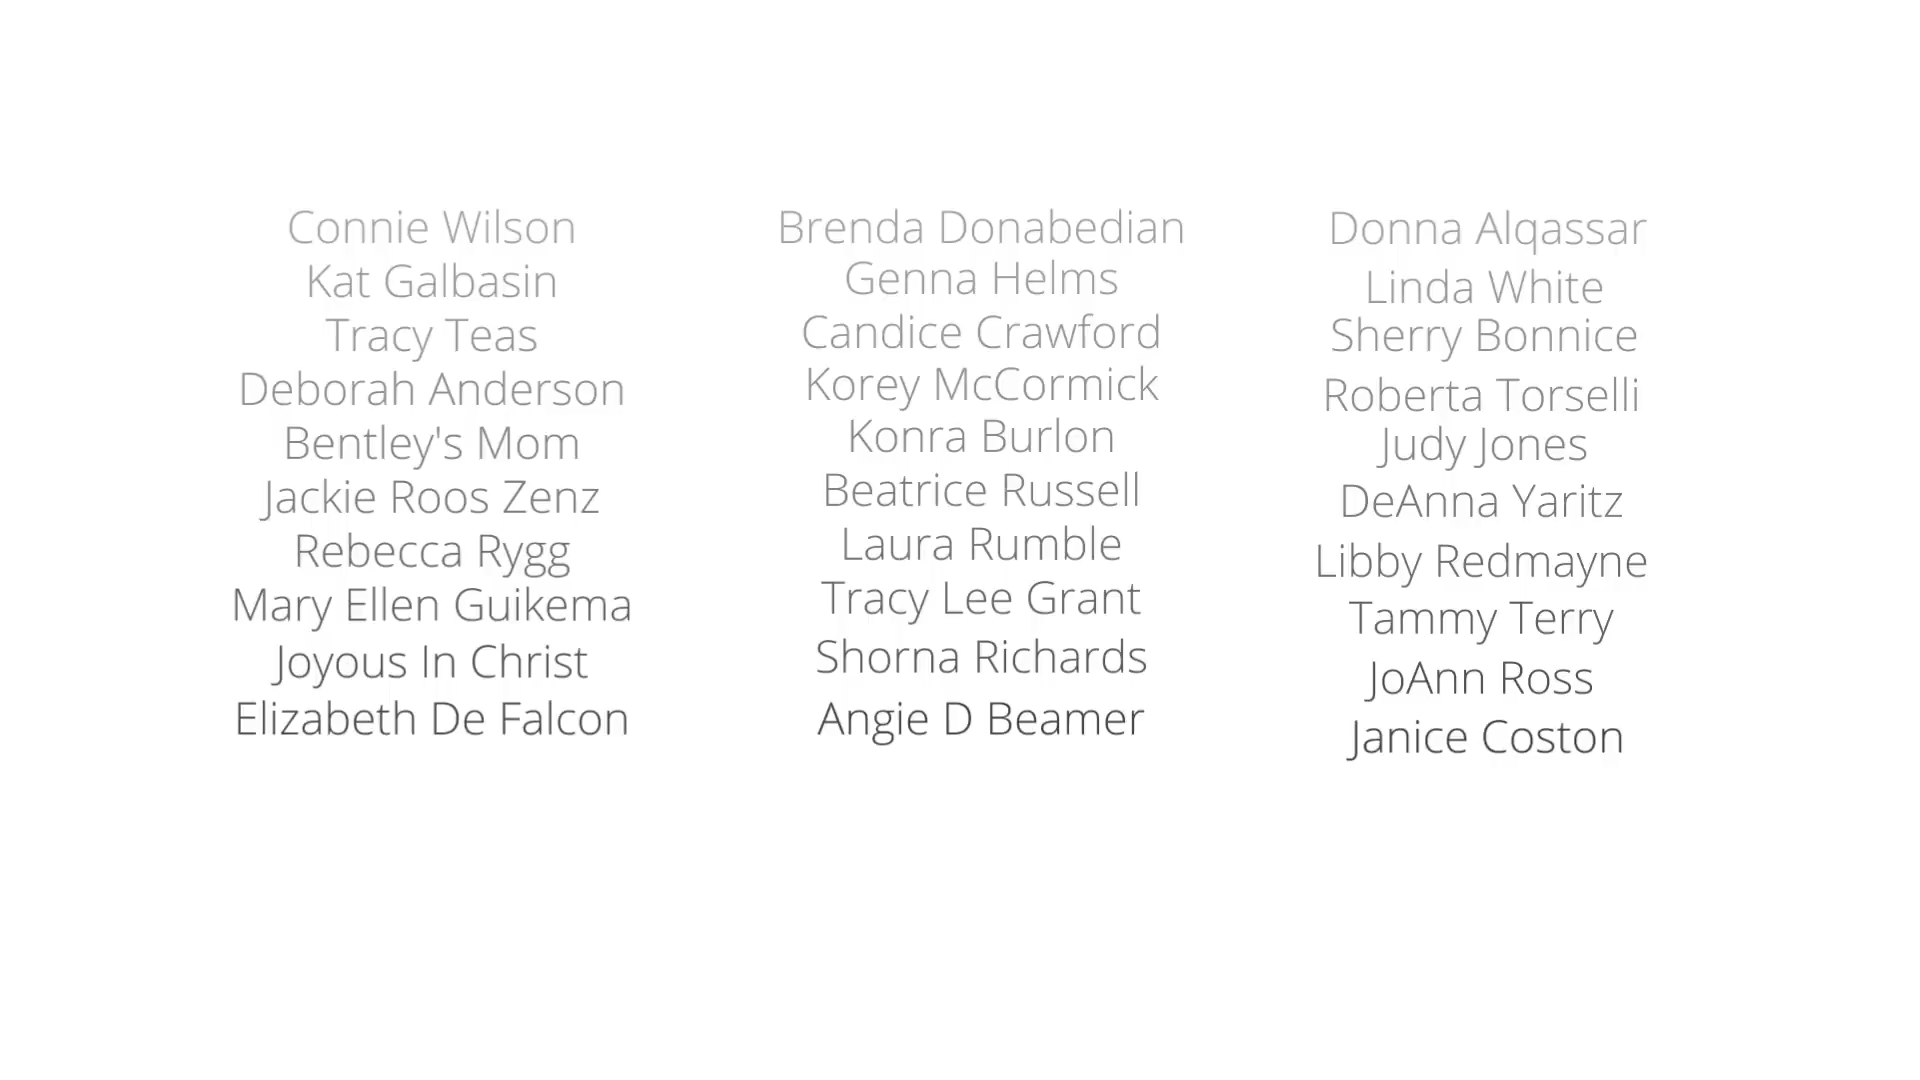 Connie Wilson
Kat Galbasin
Tracy Teas
Deborah Anderson
Bentley's Mom
Jackie Roos Zenz
Rebecca Rygg
Mary Ellen Guikema
Joyous In Christ
Elizabeth De Falcon
Brenda Donabedian
Genna Helms
Candice Crawford
Korey McCormick
Konra Burlon
Beatrice Russell
Laura Rumble
Tracy Lee Grant
Shorna Richards
Angie D Beamer
Donna Alqassar
Linda White
Sherry Bonnice
Roberta Torselli
Judy Jones
DeAnna Yaritz
Libby Redmayne
Tammy Terry
JoAnn Ross
Janice Coston